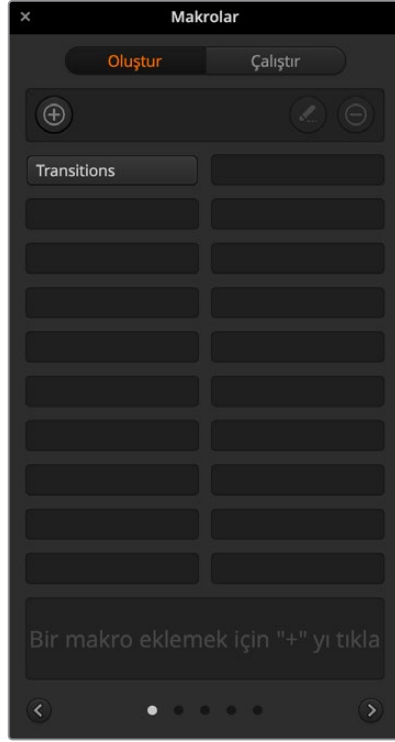 Makrolar
Oluştur
Çalıştır
Transitions
Bir makro eklemek için "+" yı tıkla